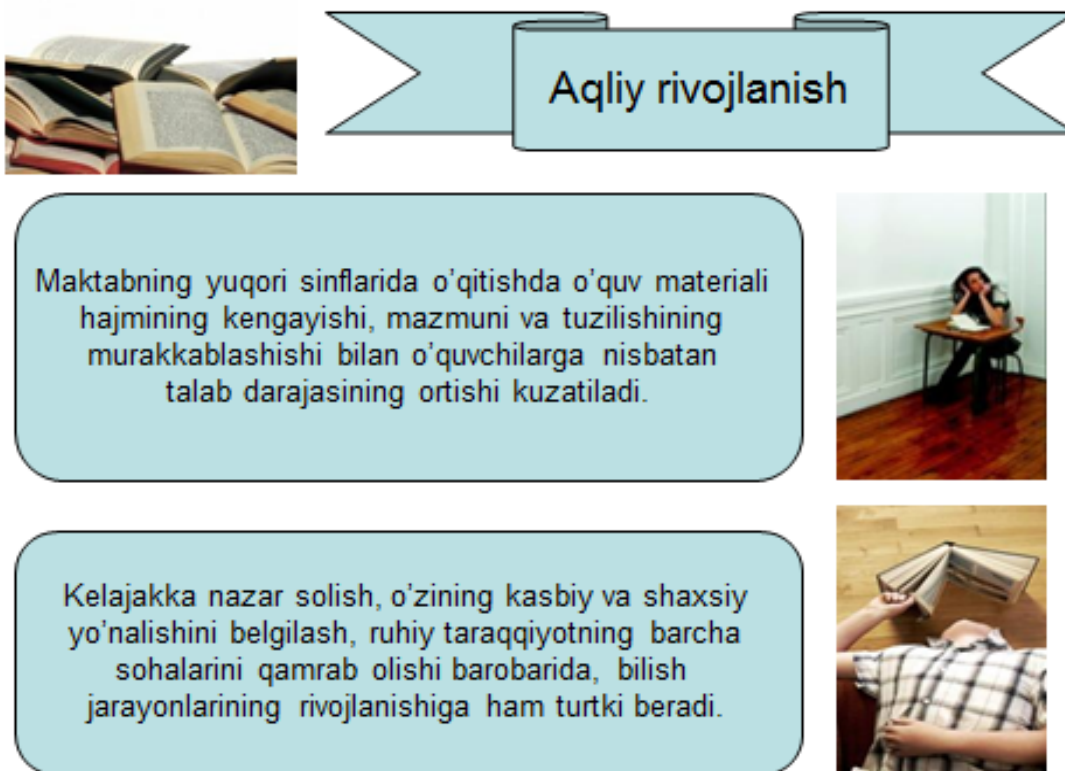 Aqliy rivojlanish
Maktabning yuqori sinflarida o'qitishda o'quv materiali
hajmining kengayishi, mazmuni va tuzilishining
murakkablashishi bilan o'quvchilarga nisbatan
talab darajasining ortishi kuzatiladi.
Kelajakka nazar solish, o'zining kasbiy va shaxsiy
yo'nalishini belgilash, ruhiy taraqqiyotning barcha
sohalarini qamrab olishi barobarida, bilish
jarayonlarining rivojlanishiga ham turtki beradi.